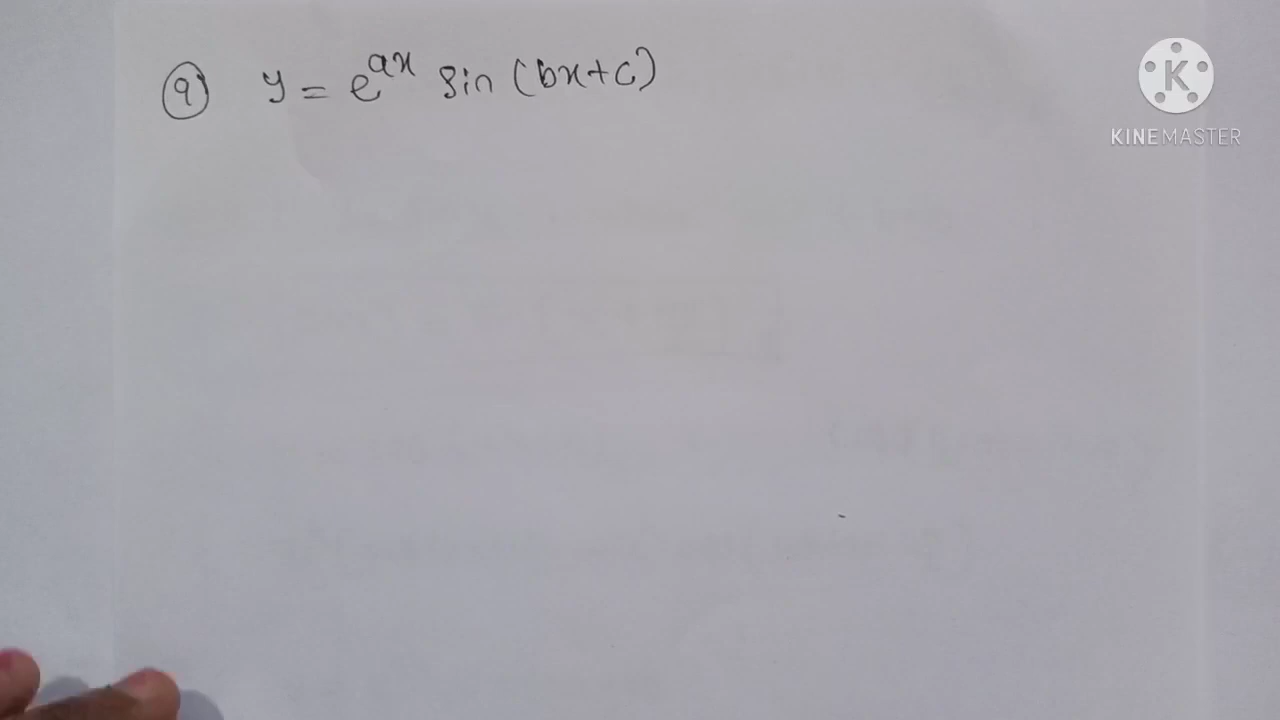 9 y = e^{ax} sin (bx+c)
K
KINEMASTER